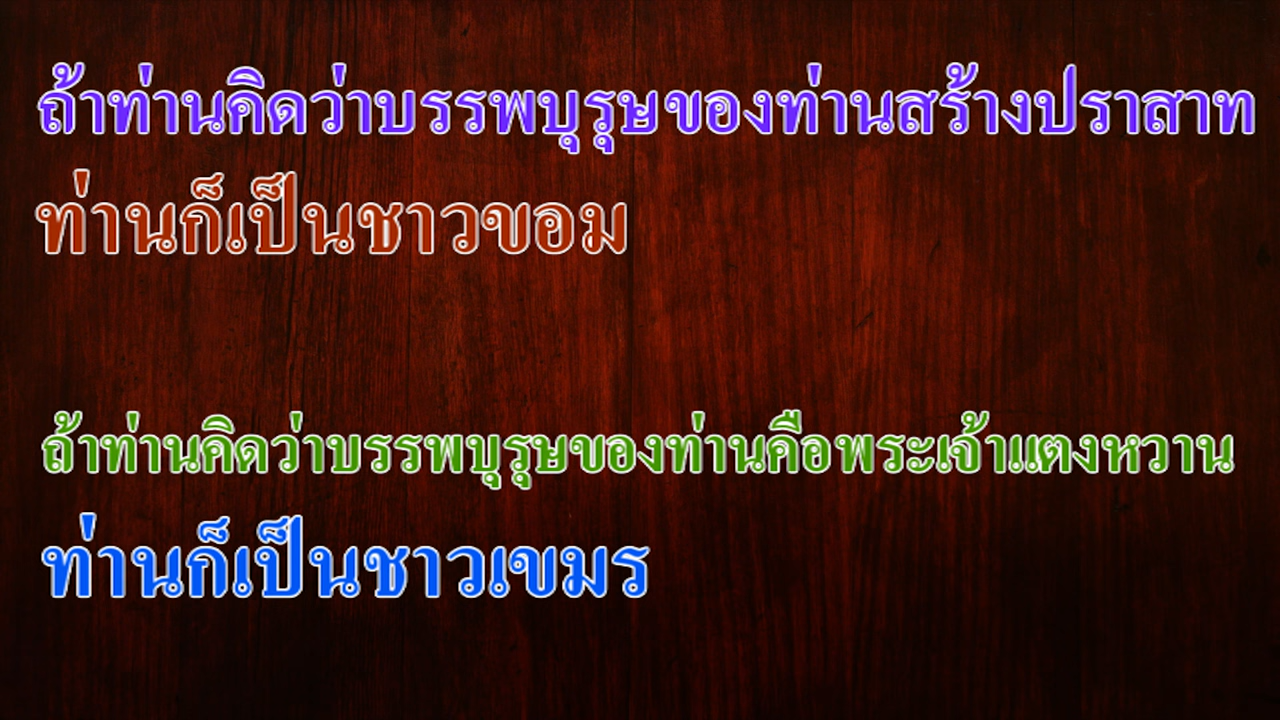 ถ้าท่านคิดว่าบรรพบุรุษของท่านสร้างปราสาท
ท่านก็เป็นชาวขอม
ถ้าท่านคิดว่าบรรพบุรุษของท่านคือพระเจ้าแตงหวาน
ท่านก็เป็นชาวเขมร